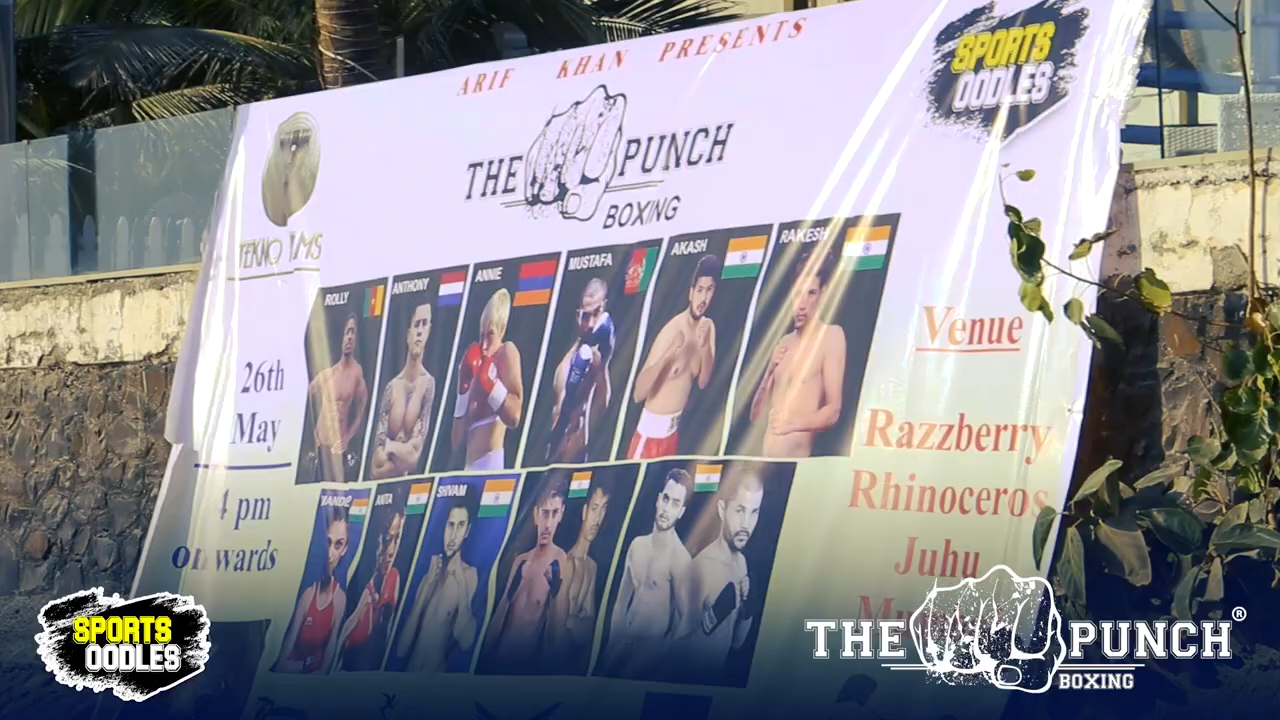 ARIF KHAN PRESENTS
SPORTS
OODLES
THE PUNCH
BOXING
ROLLY
ANTHONY
ANNIE
MUSTAFA
AKASH
RAKESH
26th
May
4 pm
Onwards
SHIVAM
Venue
Razzberry
Rhinoceros
Juhu
SPORTS
OODLES
THE PUNCH®
BOXING